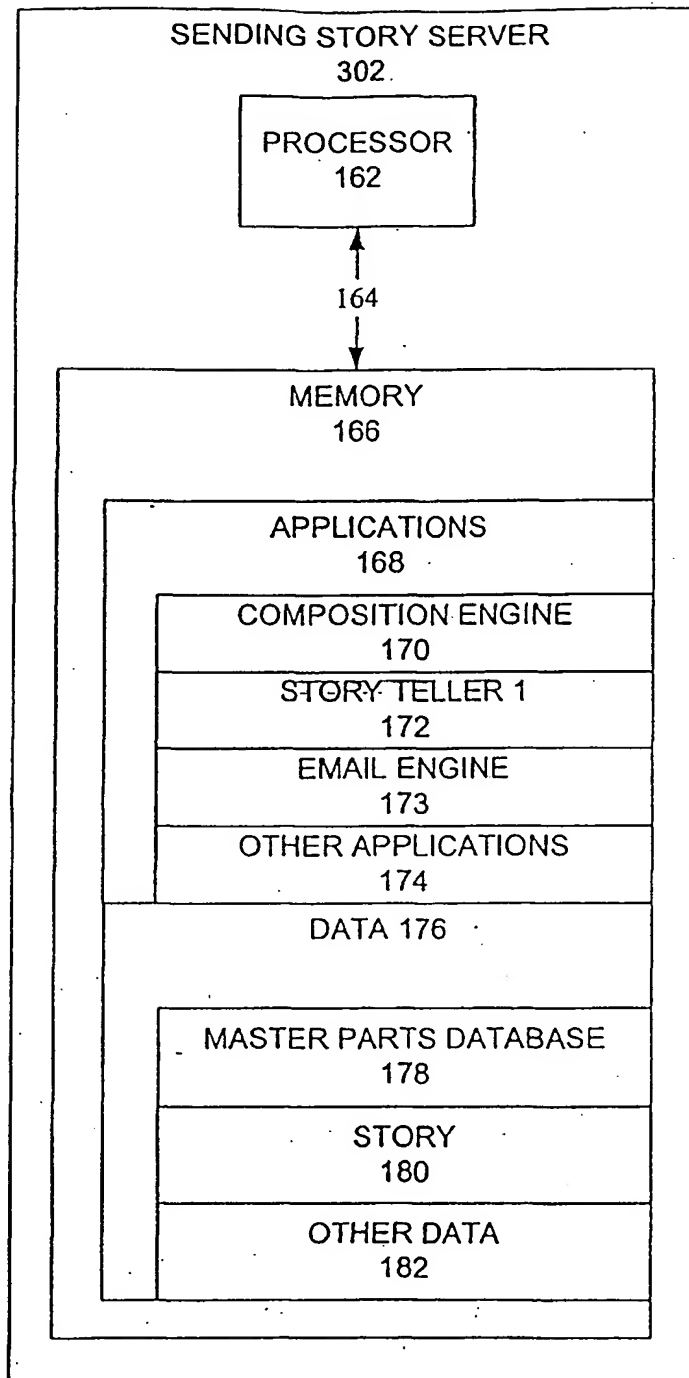 SENDING STORY SERVER
302
PROCESSOR
162
164
MEMORY
166
APPLICATIONS
168
COMPOSITION ENGINE
170
STORY TELLER 1
172
EMAIL ENGINE
173
OTHER APPLICATIONS
174
DATA 176
MASTER PARTS DATABASE
178
STORY
180
OTHER DATA
182